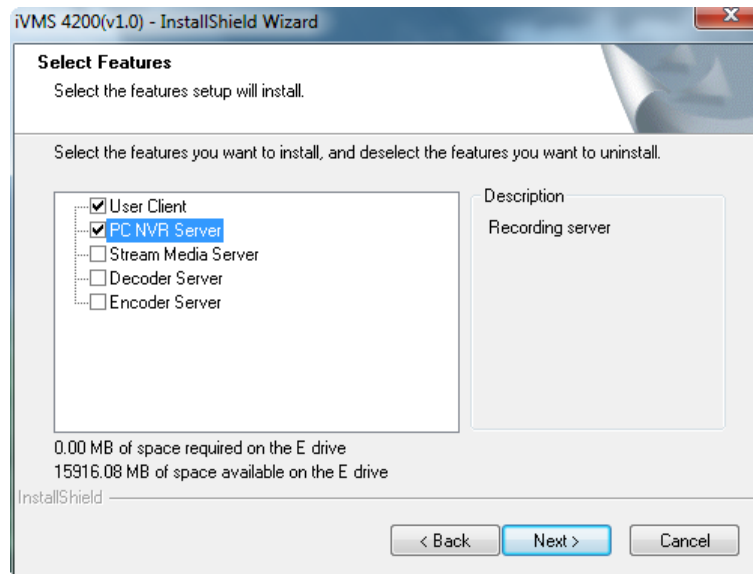 iVMS 4200(v1.0) - InstallShield Wizard
Select Features
Select the features setup will install.
Select the features you want to install, and deselect the features you want to uninstall.
User Client
PC NVR Server
Stream Media Server
Decoder Server
Encoder Server
Description
Recording server
0.00 MB of space required on the E drive
15916.08 MB of space available on the E drive
InstallShield
< Back
Next >
Cancel